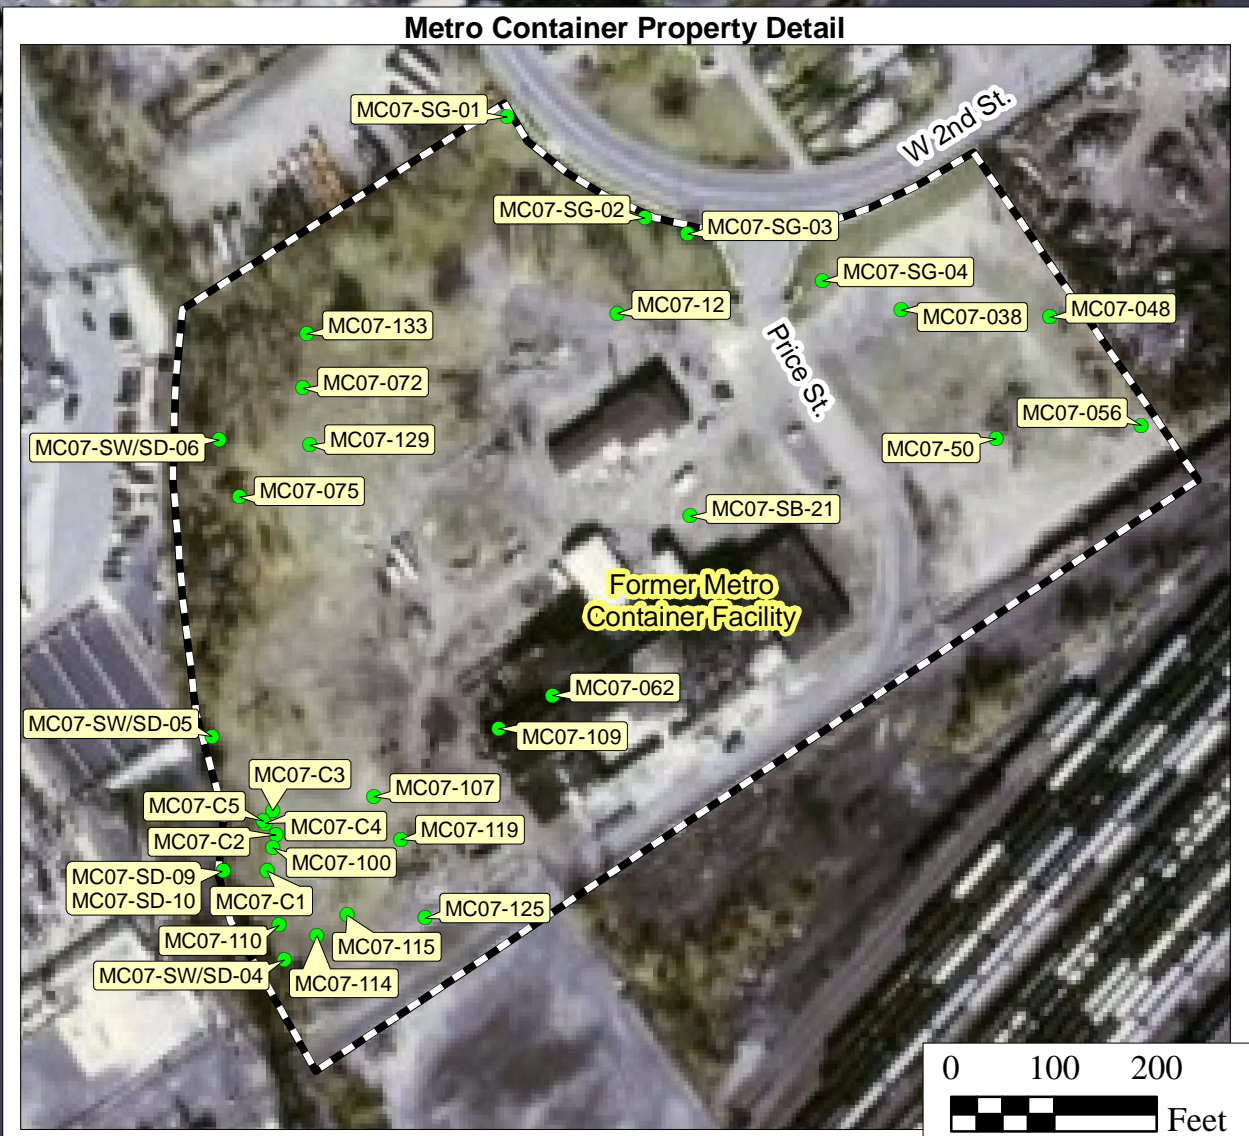 Metro Container Property Detail
MC07-SG-01
W 2nd St.
MC07-SG-02
MC07-SG-03
MC07-SG-04
MC07-12
MC07-038
MC07-048
MC07-133
Price St.
MC07-072
MC07-056
MC07-129
MC07-SW/SD-06
MC07-50
MC07-075
MC07-SB-21
Former Metro
Container Facility
MC07-062
MC07-SW/SD-05
MC07-109
MC07-C3
MC07-107
MC07-C5
MC07-C4
MC07-119
MC07-C2
MC07-100
MC07-SD-09
MC07-SD-10
MC07-C1
MC07-125
MC07-110
MC07-115
MC07-SW/SD-04
MC07-114
0 100 200
Feet